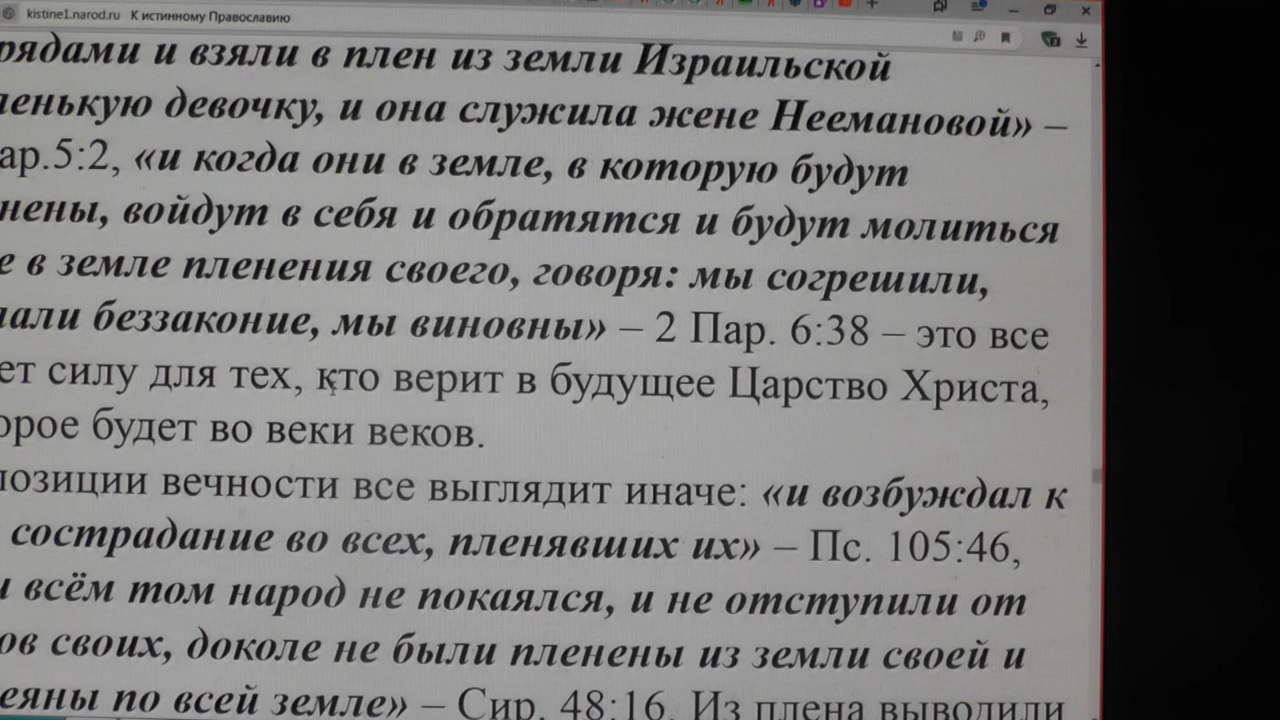 kistine1.narod.ru К истинному Православию
рядами и взяли в плен из земли Израильской
ленькую девочку, и она служила жене Неемановой» –
ар.5:2, «и когда они в земле, в которую будут
нены, войдут в себя и обратятся и будут молиться
е в земле пленения своего, говоря: мы согрешили,
лали беззаконие, мы виновны» – 2 Пар. 6:38 – это все
ет силу для тех, кто верит в будущее Царство Христа,
орое будет во веки веков.
позиции вечности все выглядит иначе: «и возбуждал к
сострадание во всех, пленявших их» – Пс. 105:46,
и всём том народ не покаялся, и не отступили от
ов своих, доколе не были пленены из земли своей и
еяны по всей земле» – Сир. 48:16. Из плена выводили